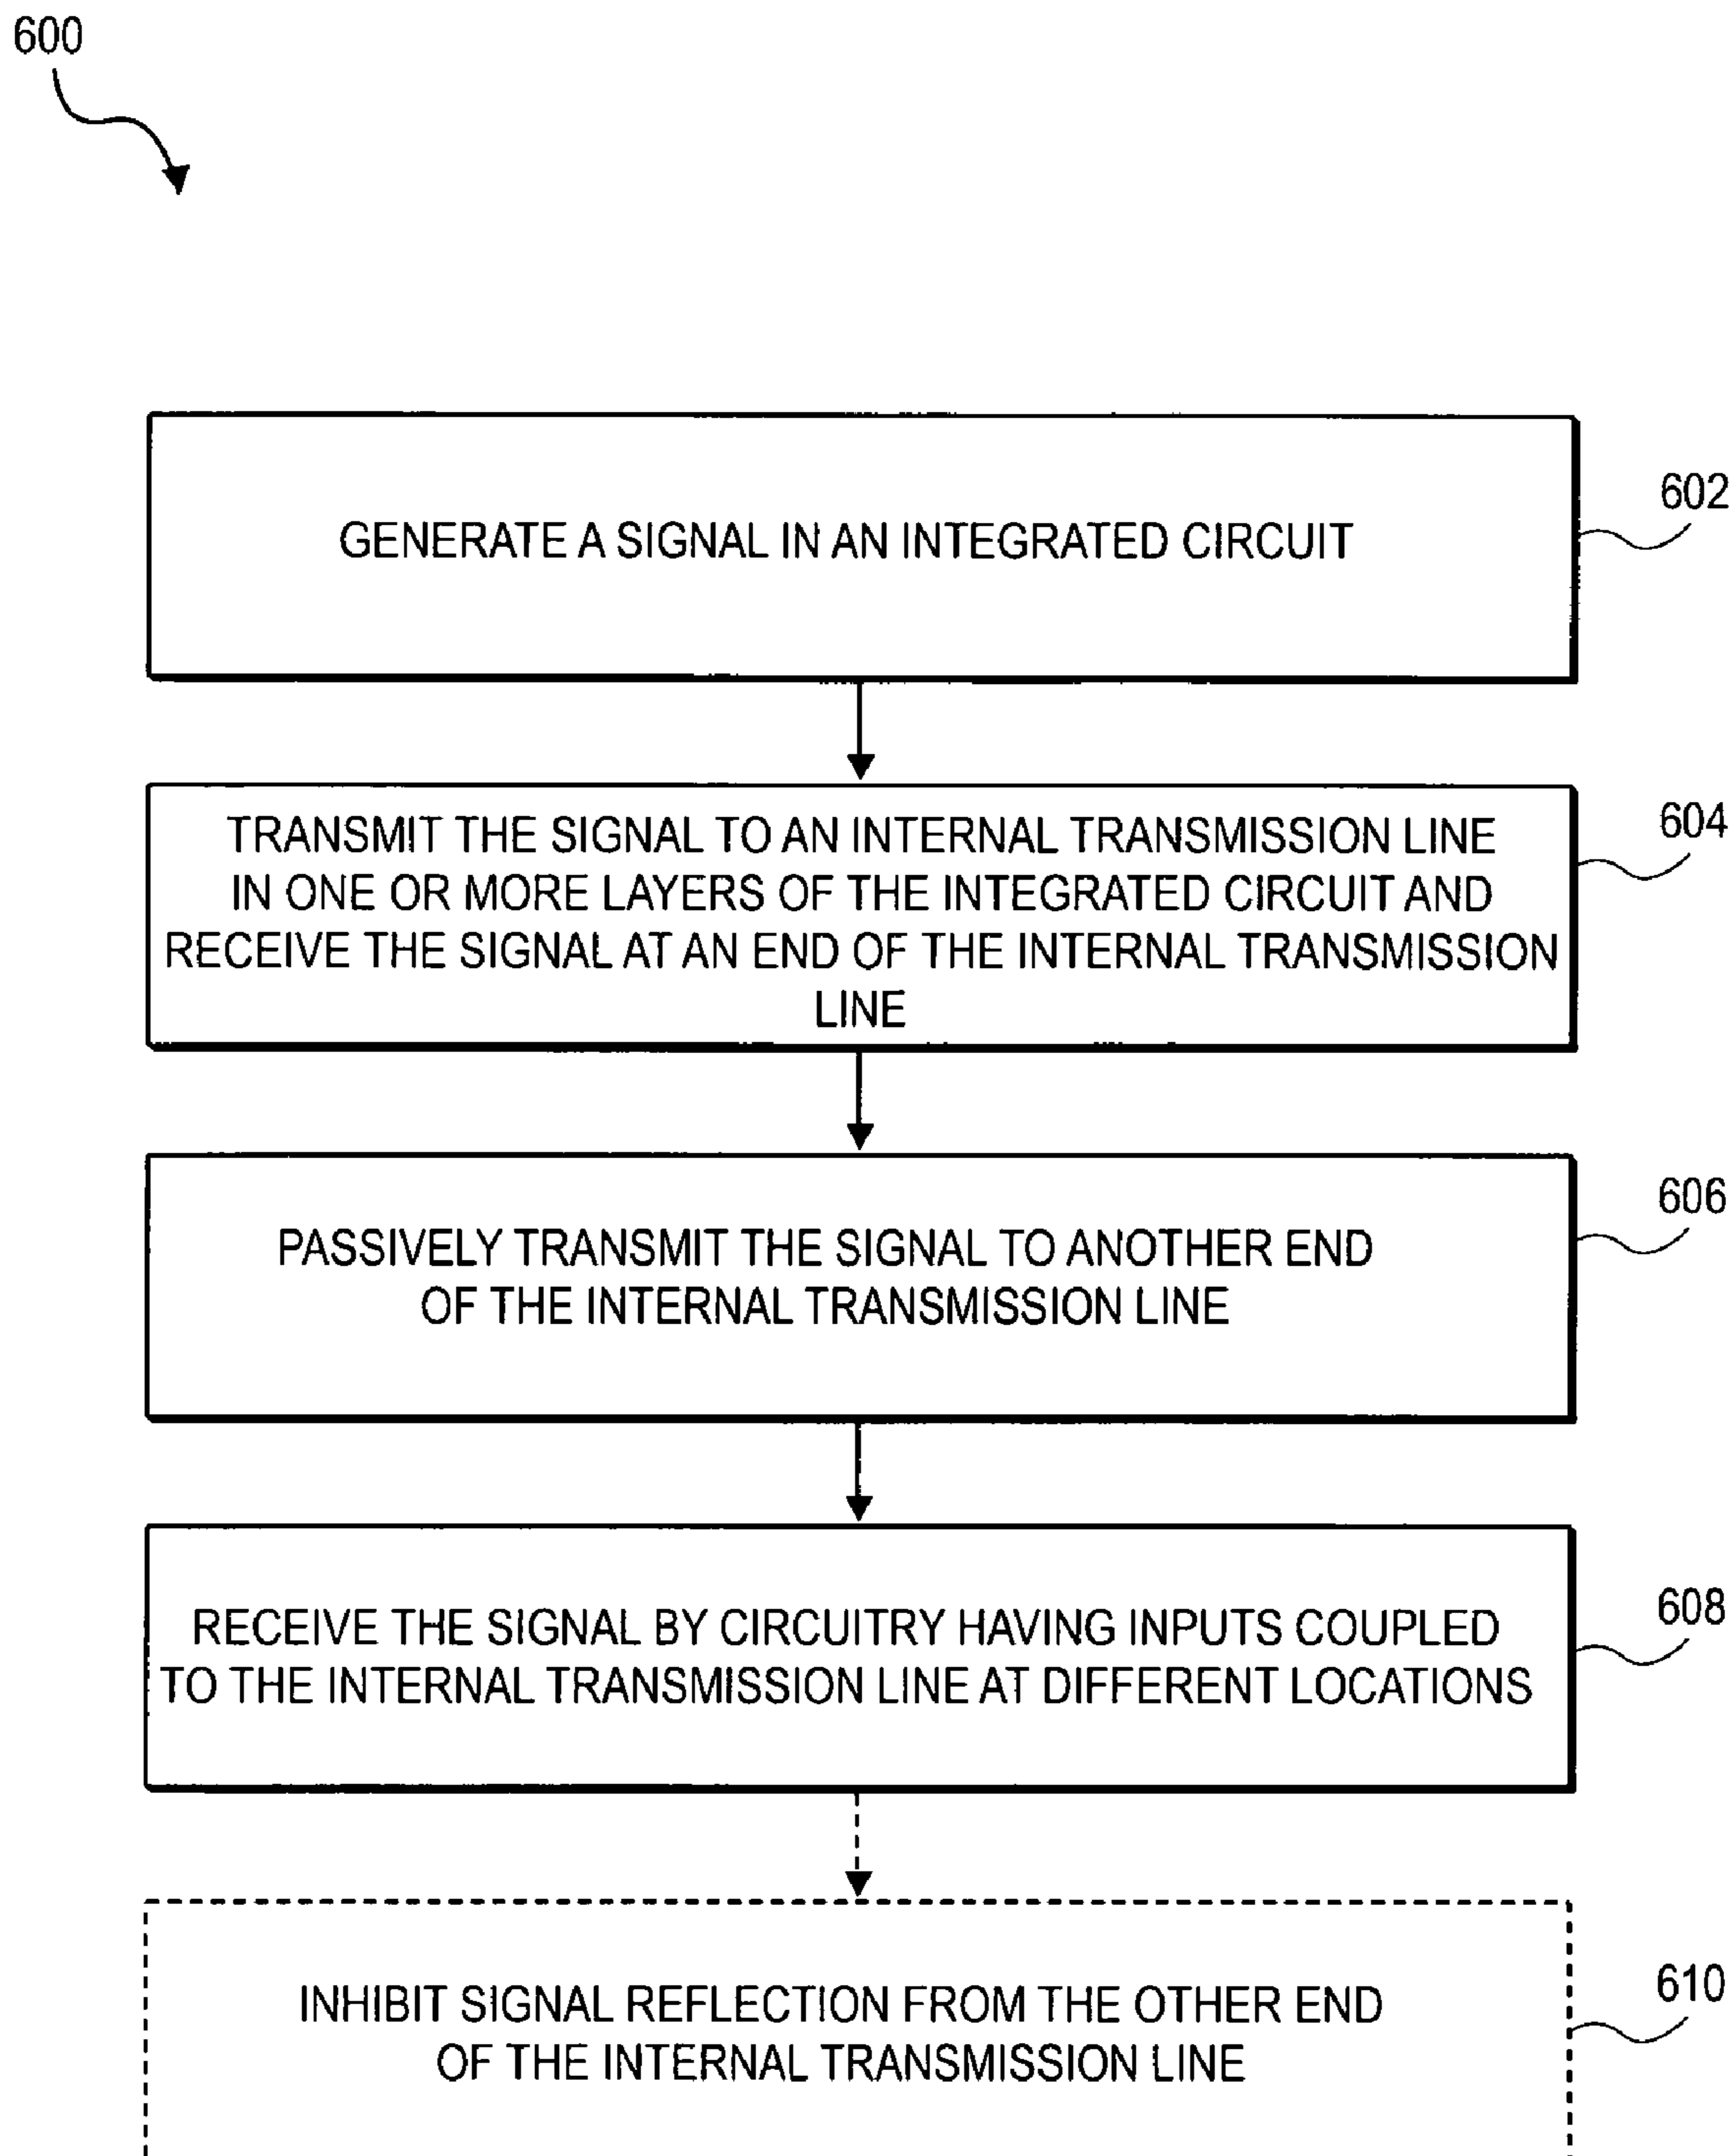 600
GENERATE A SIGNAL IN AN INTEGRATED CIRCUIT
602
TRANSMIT THE SIGNAL TO AN INTERNAL TRANSMISSION LINE
IN ONE OR MORE LAYERS OF THE INTEGRATED CIRCUIT AND
RECEIVE THE SIGNAL AT AN END OF THE INTERNAL TRANSMISSION
LINE
604
PASSIVELY TRANSMIT THE SIGNAL TO ANOTHER END
OF THE INTERNAL TRANSMISSION LINE
606
RECEIVE THE SIGNAL BY CIRCUITRY HAVING INPUTS COUPLED
TO THE INTERNAL TRANSMISSION LINE AT DIFFERENT LOCATIONS
608
INHIBIT SIGNAL REFLECTION FROM THE OTHER END
OF THE INTERNAL TRANSMISSION LINE
610